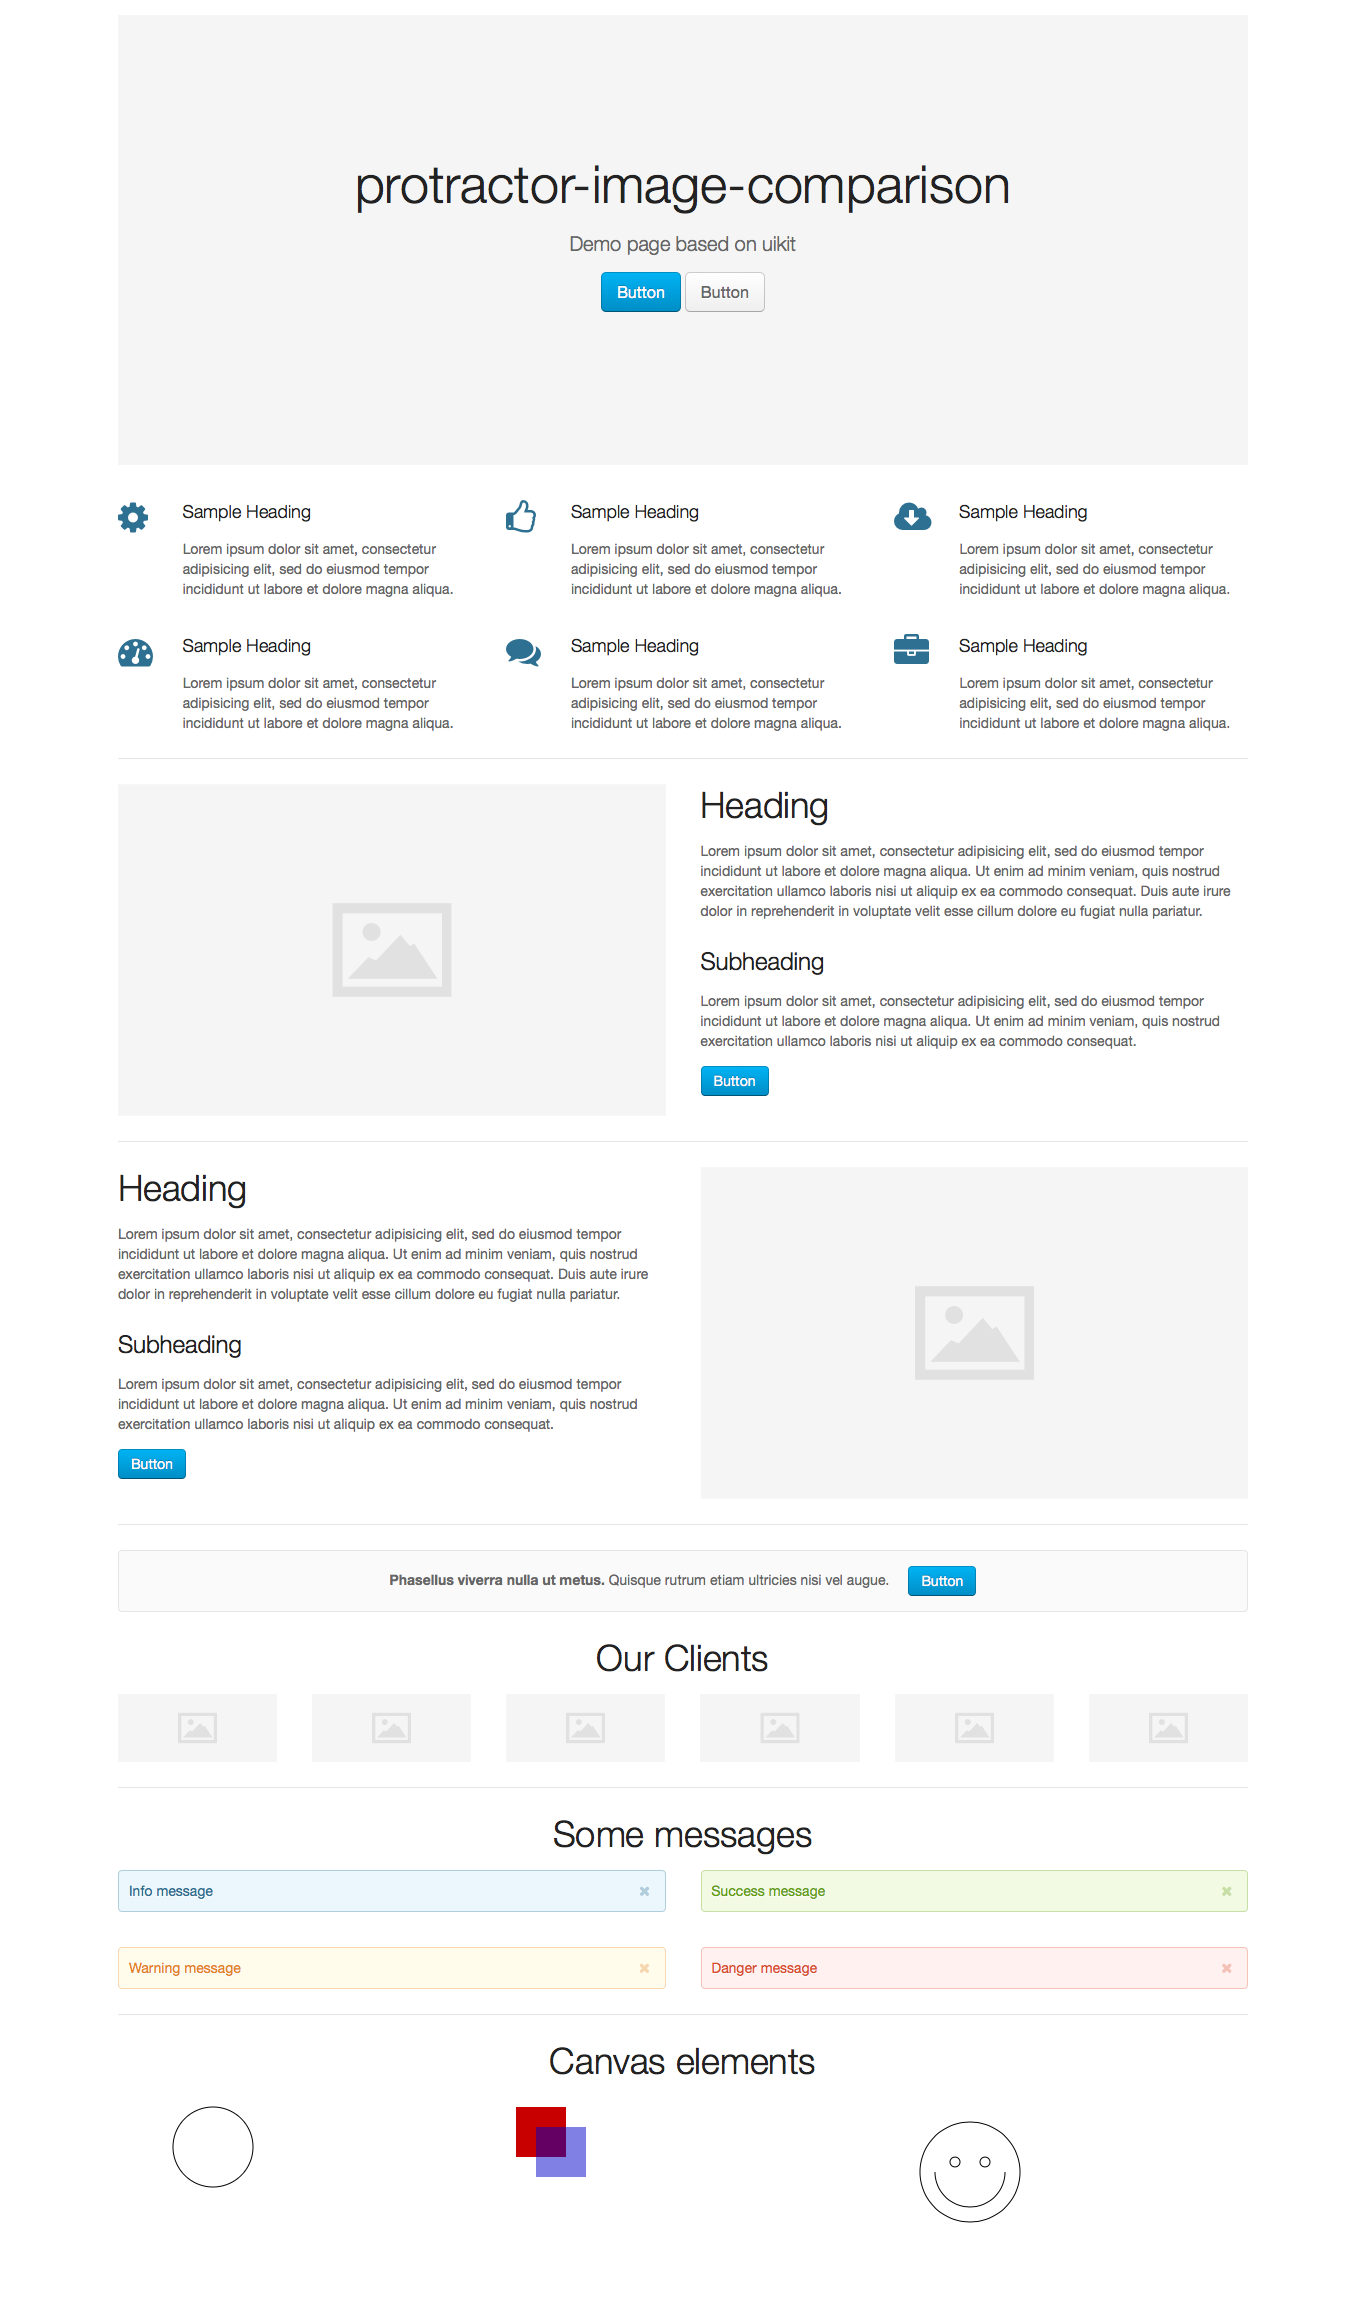 protractor-image-comparison
Demo page based on uikit
Button Button
Sample Heading
Lorem ipsum dolor sit amet, consectetur
adipisicing elit, sed do eiusmod tempor
incididunt ut labore et dolore magna aliqua.
Sample Heading
Lorem ipsum dolor sit amet, consectetur
adipisicing elit, sed do eiusmod tempor
incididunt ut labore et dolore magna aliqua.
Sample Heading
Lorem ipsum dolor sit amet, consectetur
adipisicing elit, sed do eiusmod tempor
incididunt ut labore et dolore magna aliqua.
Sample Heading
Lorem ipsum dolor sit amet, consectetur
adipisicing elit, sed do eiusmod tempor
incididunt ut labore et dolore magna aliqua.
Sample Heading
Lorem ipsum dolor sit amet, consectetur
adipisicing elit, sed do eiusmod tempor
incididunt ut labore et dolore magna aliqua.
Sample Heading
Lorem ipsum dolor sit amet, consectetur
adipisicing elit, sed do eiusmod tempor
incididunt ut labore et dolore magna aliqua.
Heading
Lorem ipsum dolor sit amet, consectetur adipisicing elit, sed do eiusmod tempor
incididunt ut labore et dolore magna aliqua. Ut enim ad minim veniam, quis nostrud
exercitation ullamco laboris nisi ut aliquip ex ea commodo consequat. Duis aute irure
dolor in reprehenderit in voluptate velit esse cillum dolore eu fugiat nulla pariatur.
Subheading
Lorem ipsum dolor sit amet, consectetur adipisicing elit, sed do eiusmod tempor
incididunt ut labore et dolore magna aliqua. Ut enim ad minim veniam, quis nostrud
exercitation ullamco laboris nisi ut aliquip ex ea commodo consequat.
Button
Heading
Lorem ipsum dolor sit amet, consectetur adipisicing elit, sed do eiusmod tempor
incididunt ut labore et dolore magna aliqua. Ut enim ad minim veniam, quis nostrud
exercitation ullamco laboris nisi ut aliquip ex ea commodo consequat. Duis aute irure
dolor in reprehenderit in voluptate velit esse cillum dolore eu fugiat nulla pariatur.
Subheading
Lorem ipsum dolor sit amet, consectetur adipisicing elit, sed do eiusmod tempor
incididunt ut labore et dolore magna aliqua. Ut enim ad minim veniam, quis nostrud
exercitation ullamco laboris nisi ut aliquip ex ea commodo consequat.
Button
Phasellus viverra nulla ut metus. Quisque rutrum etiam ultricies nisi vel augue. Button
Our Clients
Some messages
Info message
Success message
Warning message
Danger message
Canvas elements